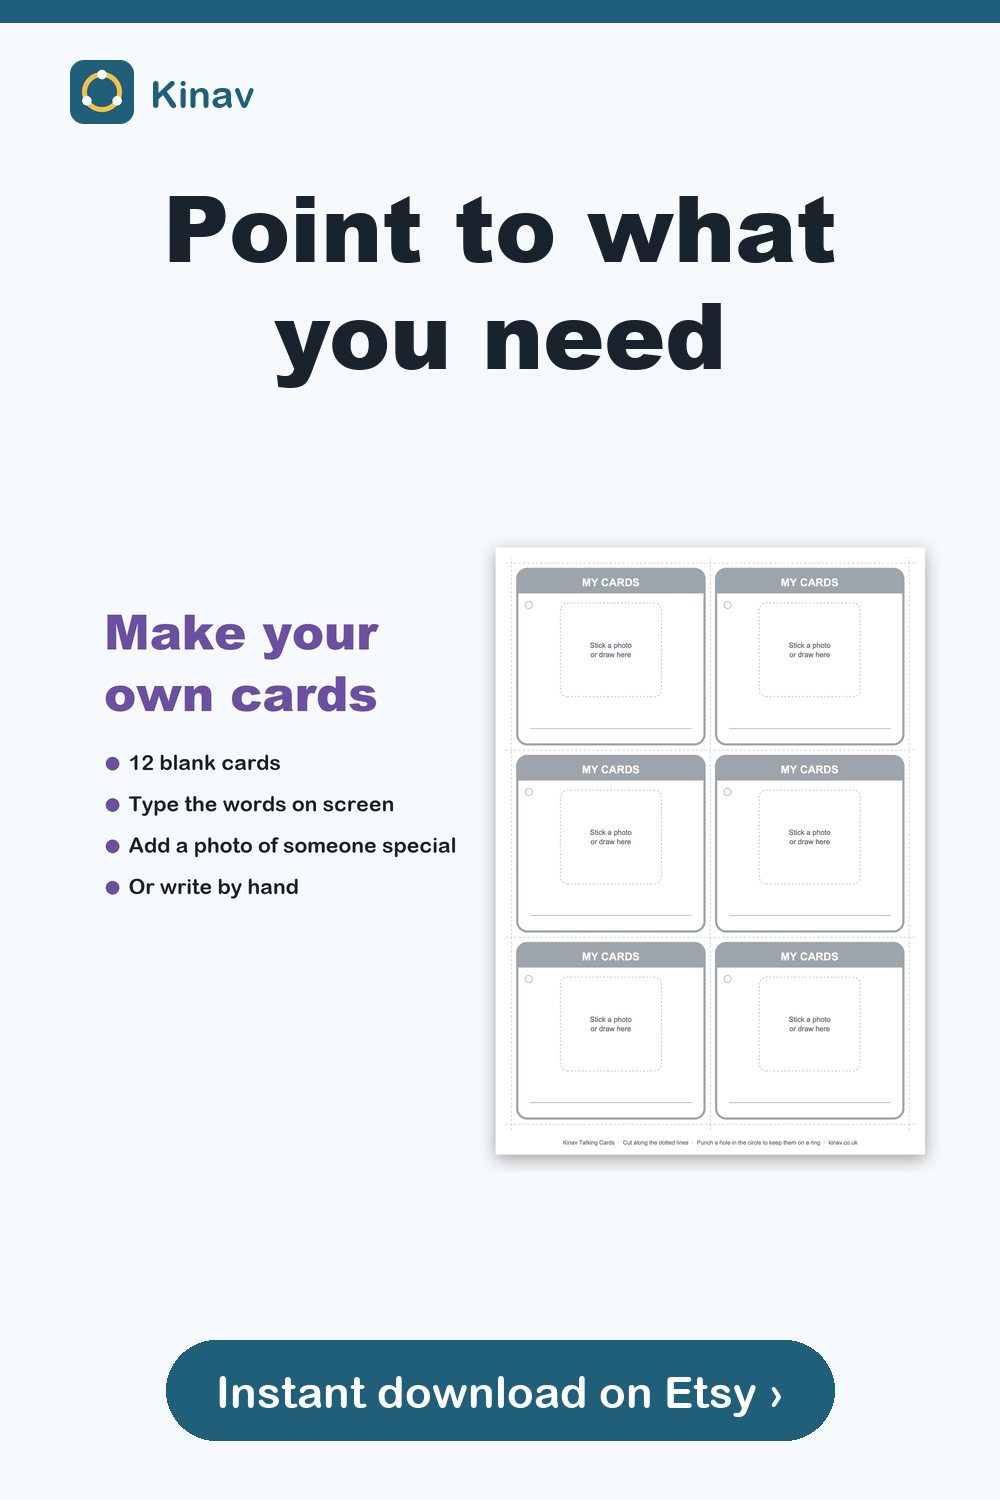 Kinav
Point to what
you need
Make your
own cards
12 blank cards
Type the words on screen
Add a photo of someone special
Or write by hand
MY CARDS
Stick a photo
or draw here
MY CARDS
Stick a photo
or draw here
MY CARDS
Stick a photo
or draw here
MY CARDS
Stick a photo
or draw here
MY CARDS
Stick a photo
or draw here
MY CARDS
Stick a photo
or draw here
Kinav Talking Cards · Cut along the dotted lines · Punch a hole in the circle to keep them on a ring · kinav.co.uk
Instant download on Etsy ›